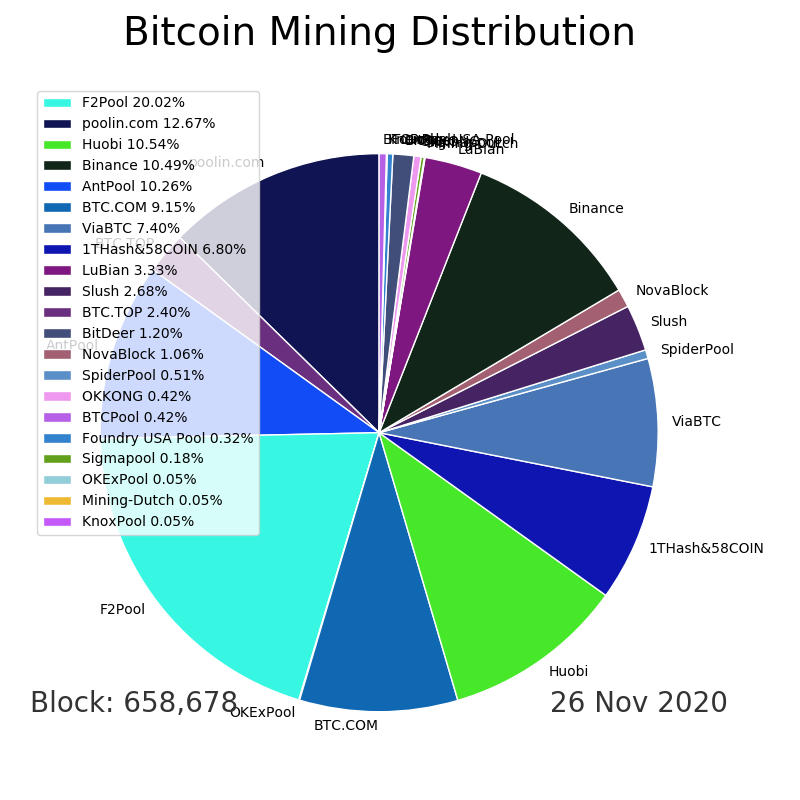 Bitcoin Mining Distribution
F2Pool 20.02%
poolin.com 12.67%
Huobi 10.54%
Binance 10.49%
AntPool 10.26%
BTC.COM 9.15%
ViaBTC 7.40%
1THash&58COIN 6.80%
LuBian 3.33%
Slush 2.68%
BTC.TOP 2.40%
BitDeer 1.20%
NovaBlock 1.06%
SpiderPool 0.51%
OKKONG 0.42%
BTCPool 0.42%
Foundry USA Pool 0.32%
Sigmapool 0.18%
OKExPool 0.05%
Mining-Dutch 0.05%
KnoxPool 0.05%
poolin.com
BTC.TOP
AntPool
F2Pool
OKExPool
BTC.COM
Huobi
1THash&58COIN
ViaBTC
SpiderPool
Slush
NovaBlock
Binance
LuBian
Block: 658,678
26 Nov 2020